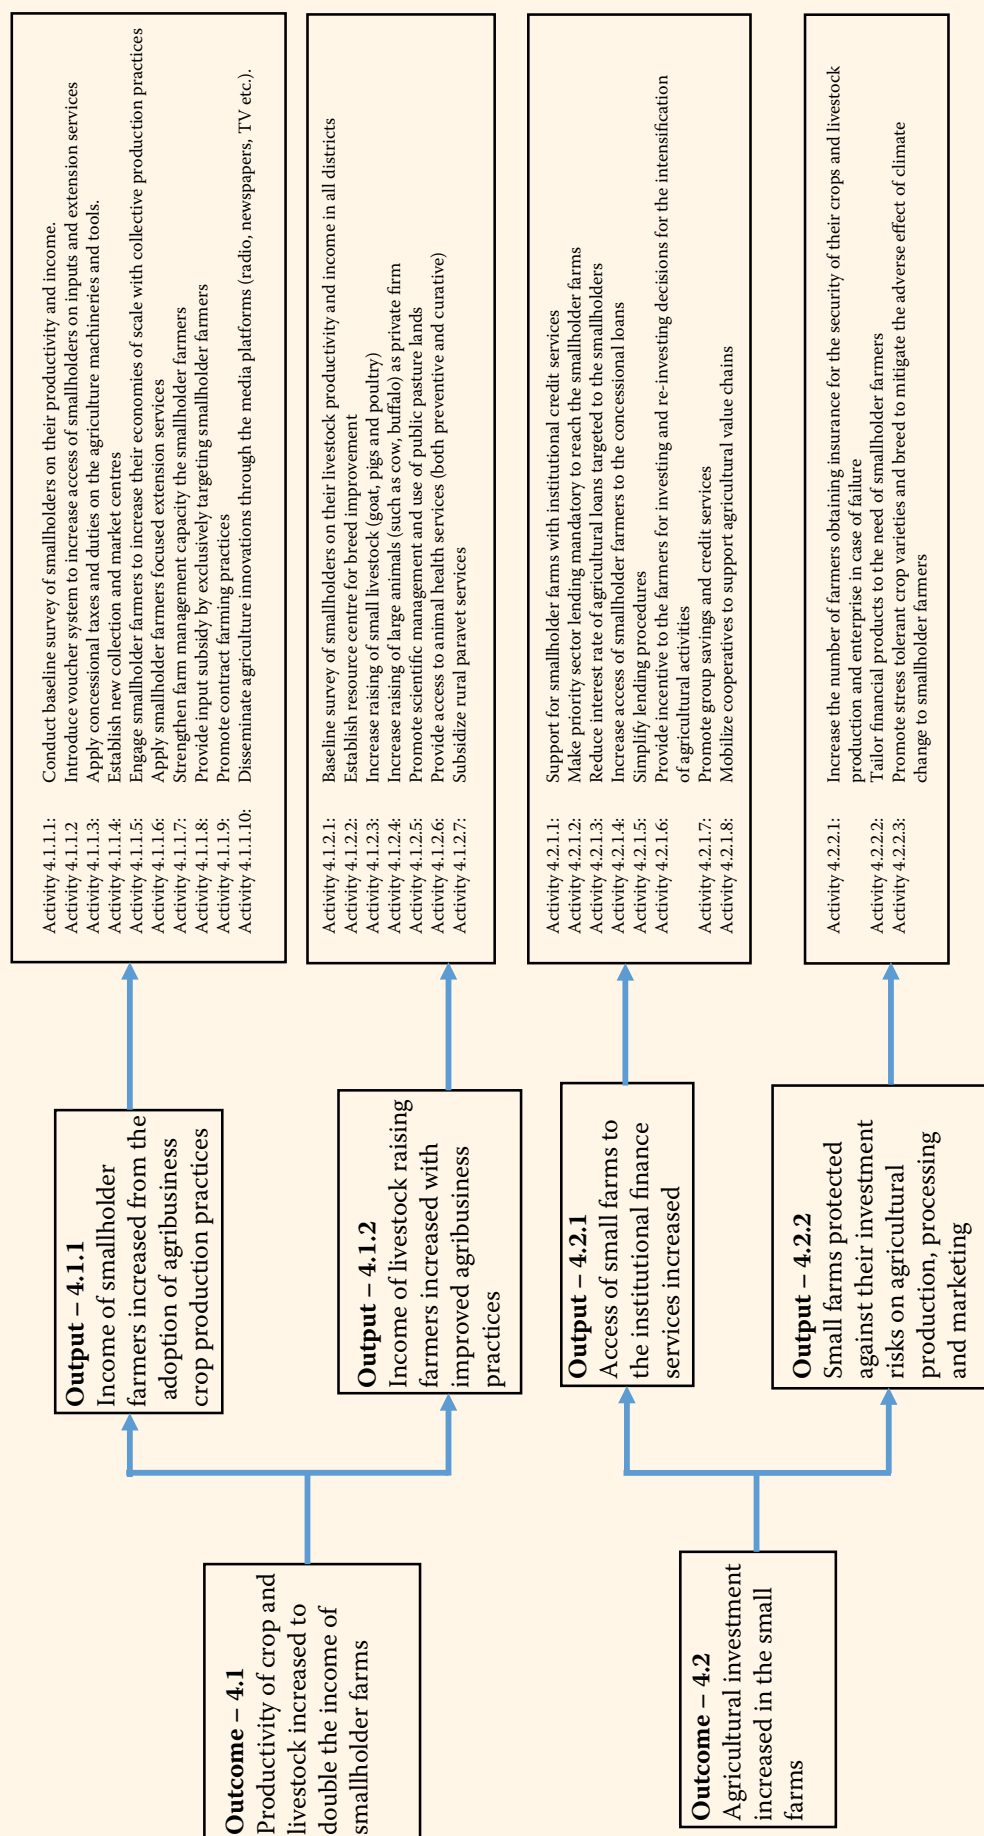 Outcome – 4.1
Productivity of crop and
livestock increased to
double the income of
smallholder farms
Output – 4.1.1
Income of smallholder
farmers increased from the
adoption of agribusiness
crop production practices
Activity 4.1.1.1: Conduct baseline survey of smallholders on their productivity and income.
Activity 4.1.1.2 Introduce voucher system to increase access of smallholders on inputs and extension services
Activity 4.1.1.3: Apply concessional taxes and duties on the agriculture machineries and tools.
Activity 4.1.1.4: Establish new collection and market centres
Activity 4.1.1.5: Engage smallholder farmers to increase their economies of scale with collective production practices
Activity 4.1.1.6: Apply smallholder farmers focused extension services
Activity 4.1.1.7: Strengthen farm management capacity the smallholder farmers
Activity 4.1.1.8: Provide input subsidy by exclusively targeting smallholder farmers
Activity 4.1.1.9: Promote contract farming practices
Activity 4.1.1.10: Disseminate agriculture innovations through the media platforms (radio, newspapers, TV etc.).
Output – 4.1.2
Income of livestock raising
farmers increased with
improved agribusiness
practices
Activity 4.1.2.1: Baseline survey of smallholders on their livestock productivity and income in all districts
Activity 4.1.2.2: Establish resource centre for breed improvement
Activity 4.1.2.3: Increase raising of small livestock (goat, pigs and poultry)
Activity 4.1.2.4: Increase raising of large animals (such as cow, buffalo) as private firm
Activity 4.1.2.5: Promote scientific management and use of public pasture lands
Activity 4.1.2.6: Provide access to animal health services (both preventive and curative)
Activity 4.1.2.7: Subsidize rural paravet services
Outcome – 4.2
Agricultural investment
increased in the small
farms
Output – 4.2.1
Access of small farms to
the institutional finance
services increased
Activity 4.2.1.1: Support for smallholder farms with institutional credit services
Activity 4.2.1.2: Make priority sector lending mandatory to reach the smallholder farms
Activity 4.2.1.3: Reduce interest rate of agricultural loans targeted to the smallholders
Activity 4.2.1.4: Increase access of smallholder farmers to the concessional loans
Activity 4.2.1.5: Simplify lending procedures
Activity 4.2.1.6: Provide incentive to the farmers for investing and re-investing decisions for the intensification
of agricultural activities
Activity 4.2.1.7: Promote group savings and credit services
Activity 4.2.1.8: Mobilize cooperatives to support agricultural value chains
Output – 4.2.2
Small farms protected
against their investment
risks on agricultural
production, processing
and marketing
Activity 4.2.2.1: Increase the number of farmers obtaining insurance for the security of their crops and livestock
production and enterprise in case of failure
Activity 4.2.2.2: Tailor financial products to the need of smallholder farmers
Activity 4.2.2.3: Promote stress tolerant crop varieties and breed to mitigate the adverse effect of climate
change to smallholder farmers